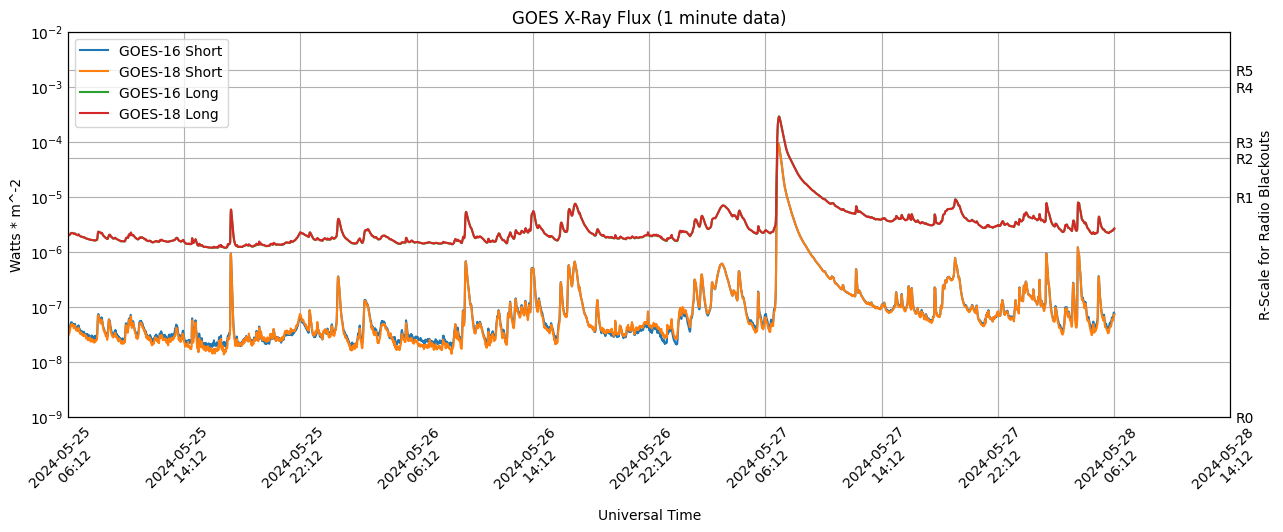 GOES X-Ray Flux (1 minute data)
GOES-16 Short
GOES-18 Short
GOES-16 Long
GOES-18 Long
10^-2
10^-3
10^-4
10^-5
10^-6
10^-7
10^-8
10^-9
Watts * m^-2
R5
R4
R3
R2
R1
R0
R-Scale for Radio Blackouts
2024-05-25
06:12
2024-05-25
14:12
2024-05-25
22:12
2024-05-26
06:12
2024-05-26
14:12
2024-05-26
22:12
2024-05-27
06:12
2024-05-27
14:12
2024-05-27
22:12
2024-05-28
06:12
2024-05-28
14:12
Universal Time